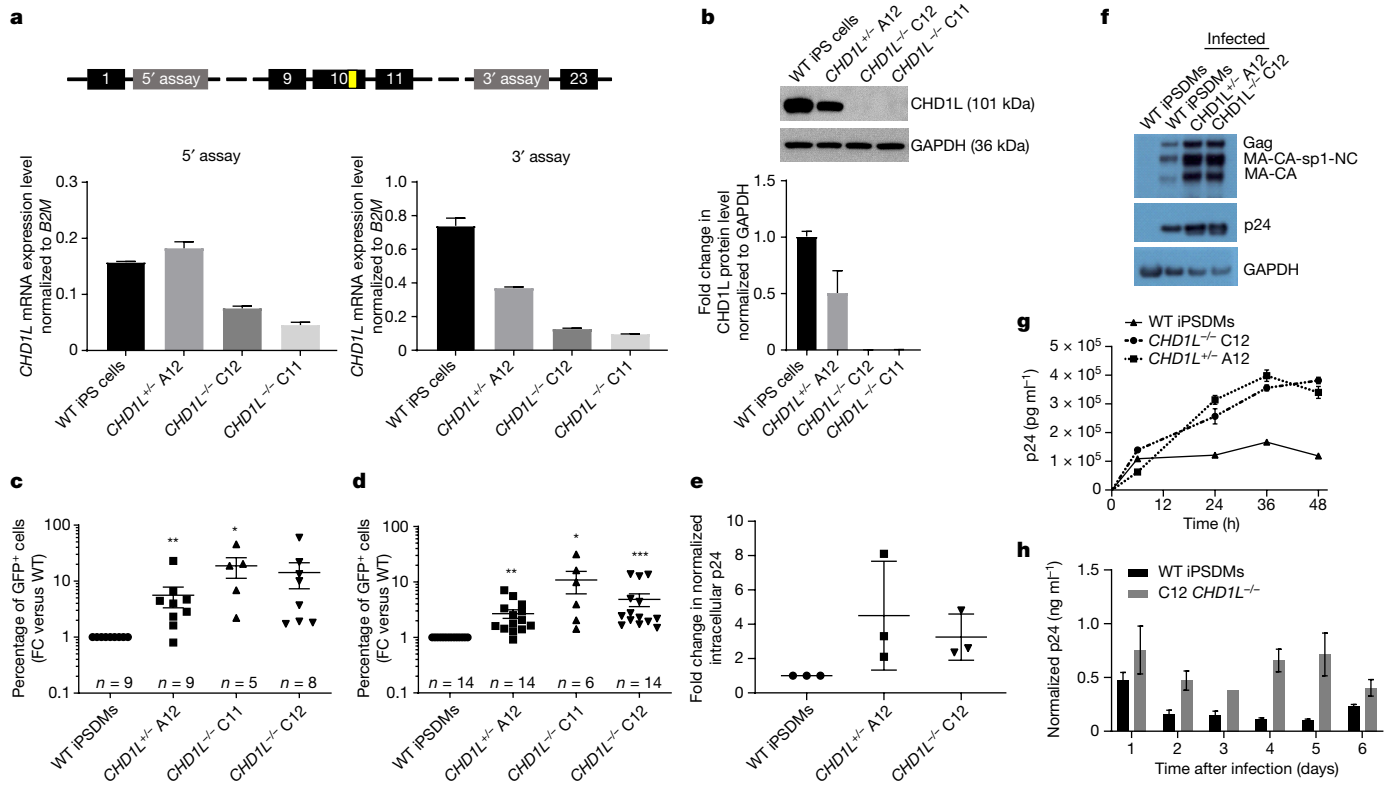 a
1 5′ assay 9 10 11 3′ assay 23
5′ assay
CHD1L mRNA expression level
normalized to B2M
0.3
0.2
0.1
0
WT iPS cells
CHD1L+/– A12
CHD1L–/– C12
CHD1L–/– C11
3′ assay
CHD1L mRNA expression level
normalized to B2M
1.0
0.8
0.6
0.4
0.2
0
WT iPS cells
CHD1L+/– A12
CHD1L–/– C12
CHD1L–/– C11
b
WT iPS cells
CHD1L+/– A12
CHD1L–/– C12
CHD1L–/– C11
CHD1L (101 kDa)
GAPDH (36 kDa)
Fold change in
CHD1L protein level
normalized to GAPDH
1.5
1.0
0.5
0
WT iPS cells
CHD1L+/– A12
CHD1L–/– C12
CHD1L–/– C11
c
Percentage of GFP+ cells
(FC versus WT)
100
10
1
0.1
**
*
n = 9 n = 9 n = 5 n = 8
WT iPSDMs
CHD1L+/– A12
CHD1L–/– C11
CHD1L–/– C12
d
Percentage of GFP+ cells
(FC versus WT)
100
10
1
0.1
**
*
***
n = 14 n = 14 n = 6 n = 14
WT iPSDMs
CHD1L+/– A12
CHD1L–/– C11
CHD1L–/– C12
e
Fold change in normalized
intracellular p24
10
8
6
4
2
0
WT iPSDMs
CHD1L+/– A12
CHD1L–/– C12
f
Infected
WT iPSDMs
WT iPSDMs
CHD1L+/– A12
CHD1L–/– C12
Gag
MA-CA-sp1-NC
MA-CA
p24
GAPDH
g
WT iPSDMs
CHD1L–/– C12
CHD1L+/– A12
p24 (pg ml–1)
5 × 10⁵
4 × 10⁵
3 × 10⁵
2 × 10⁵
1 × 10⁵
0
0 12 24 36 48
Time (h)
h
WT iPSDMs
C12 CHD1L–/–
Normalized p24 (ng ml–1)
1.5
1.0
0.5
0
1 2 3 4 5 6
Time after infection (days)